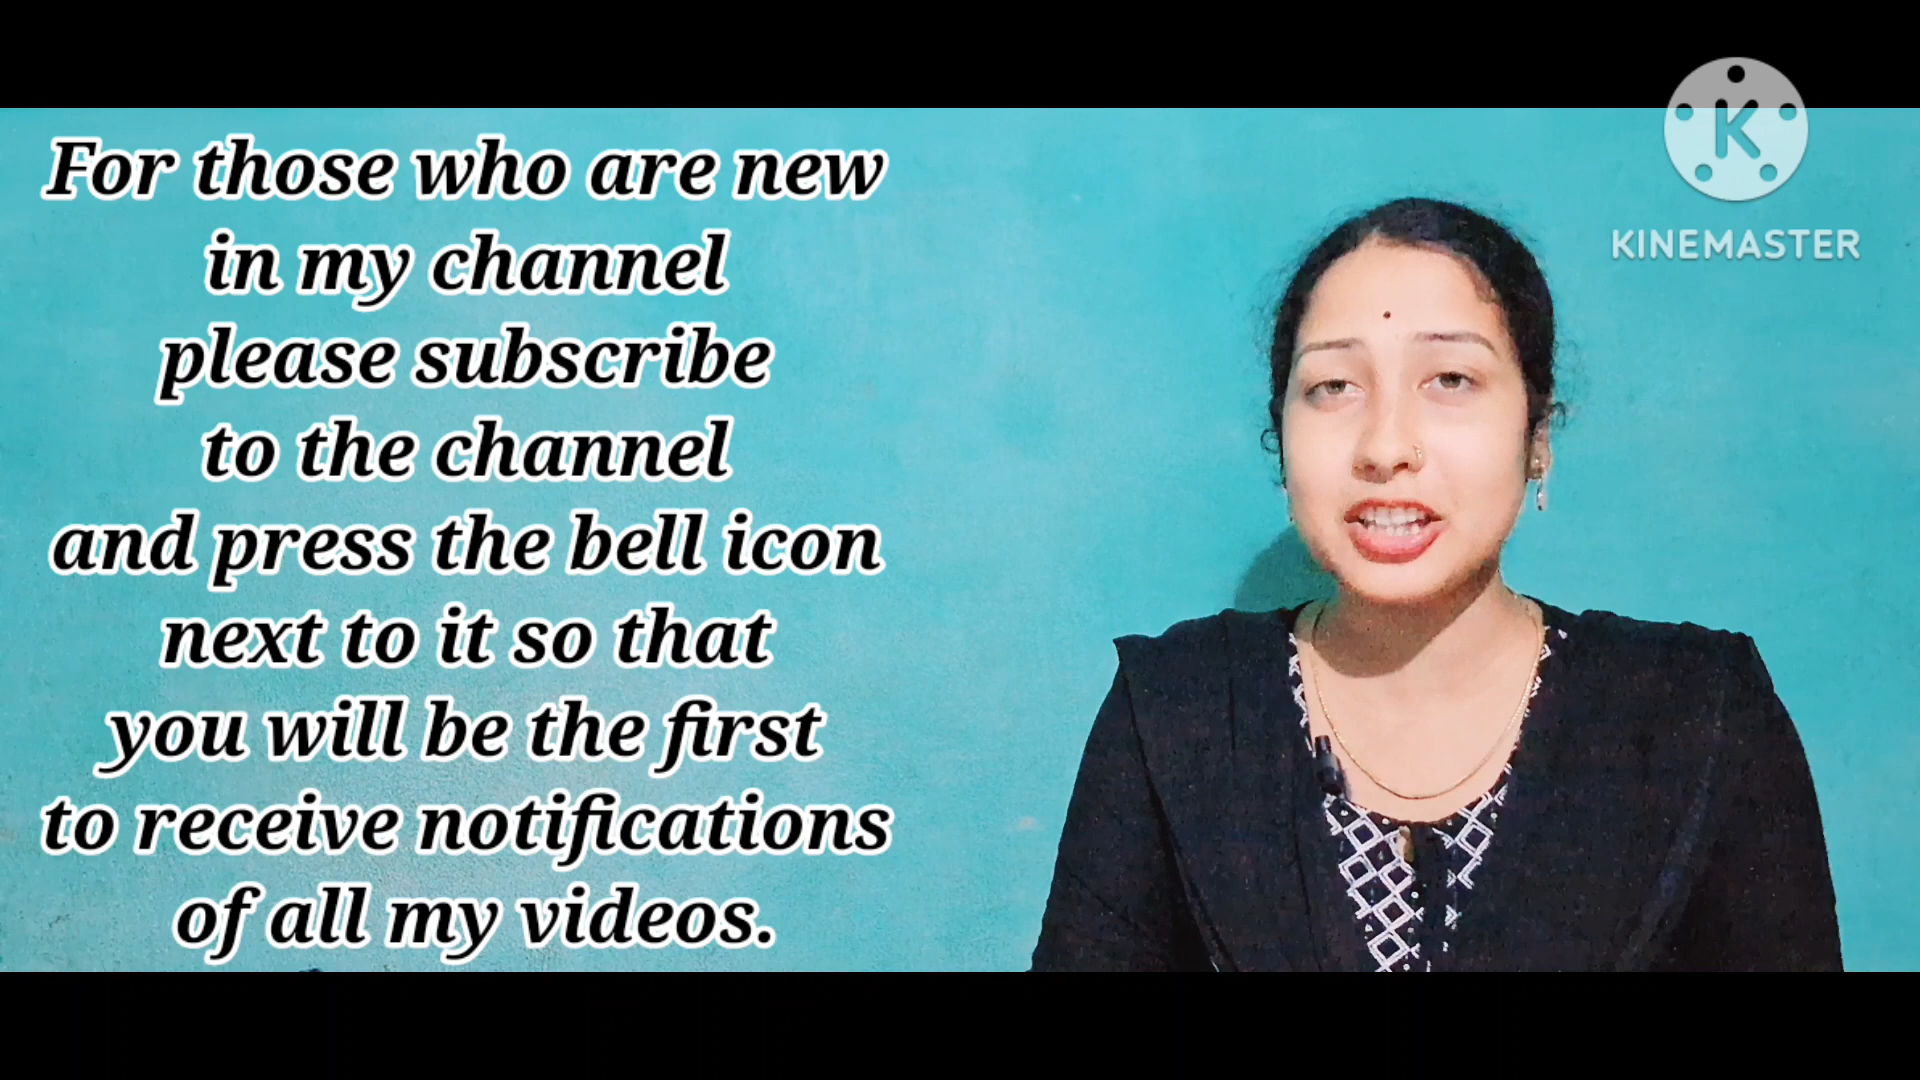 For those who are new
in my channel
please subscribe
to the channel
and press the bell icon
next to it so that
you will be the first
to receive notifications
of all my videos.
K
KINEMASTER